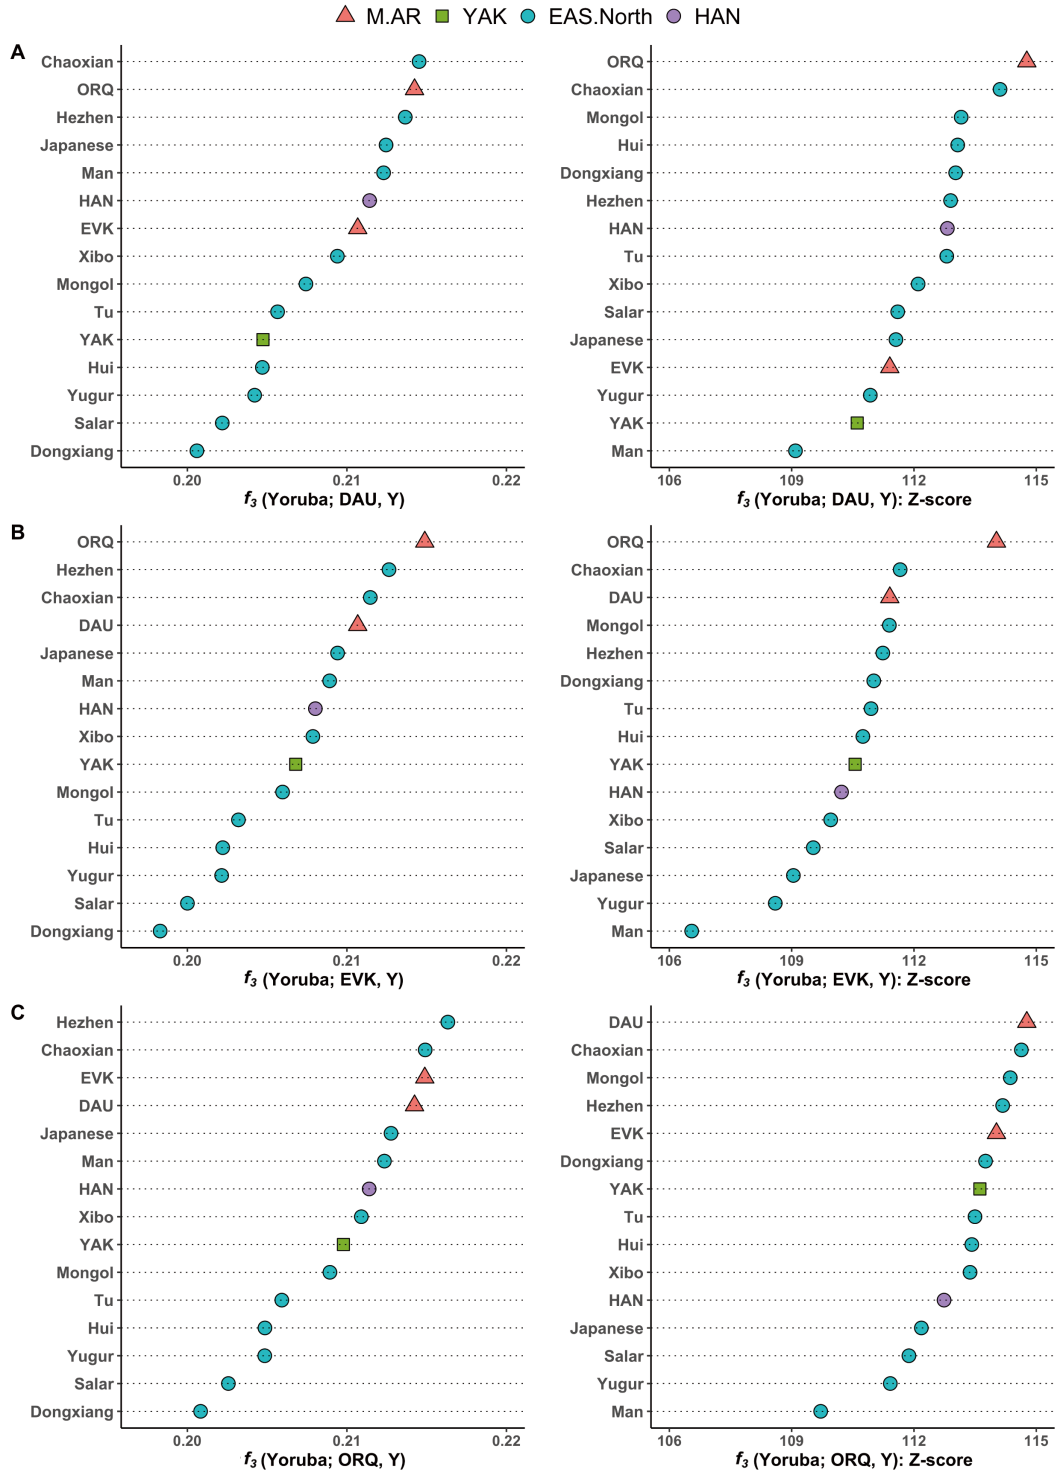 M.AR YAK EAS.North HAN
A
Chaoxian
ORQ
Hezhen
Japanese
Man
HAN
EVK
Xibo
Mongol
Tu
YAK
Hui
Yugur
Salar
Dongxiang
0.20 0.21 0.22
f3 (Yoruba; DAU, Y)
ORQ
Chaoxian
Mongol
Hui
Dongxiang
Hezhen
HAN
Tu
Xibo
Salar
Japanese
EVK
Yugur
YAK
Man
106 109 112 115
f3 (Yoruba; DAU, Y): Z-score
B
ORQ
Hezhen
Chaoxian
DAU
Japanese
Man
HAN
Xibo
YAK
Mongol
Tu
Hui
Yugur
Salar
Dongxiang
0.20 0.21 0.22
f3 (Yoruba; EVK, Y)
ORQ
Chaoxian
DAU
Mongol
Hezhen
Dongxiang
Tu
Hui
YAK
HAN
Xibo
Salar
Japanese
Yugur
Man
106 109 112 115
f3 (Yoruba; EVK, Y): Z-score
C
Hezhen
Chaoxian
EVK
DAU
Japanese
Man
HAN
Xibo
YAK
Mongol
Tu
Hui
Yugur
Salar
Dongxiang
0.20 0.21 0.22
f3 (Yoruba; ORQ, Y)
DAU
Chaoxian
Mongol
Hezhen
EVK
Dongxiang
YAK
Tu
Hui
Xibo
HAN
Japanese
Salar
Yugur
Man
106 109 112 115
f3 (Yoruba; ORQ, Y): Z-score